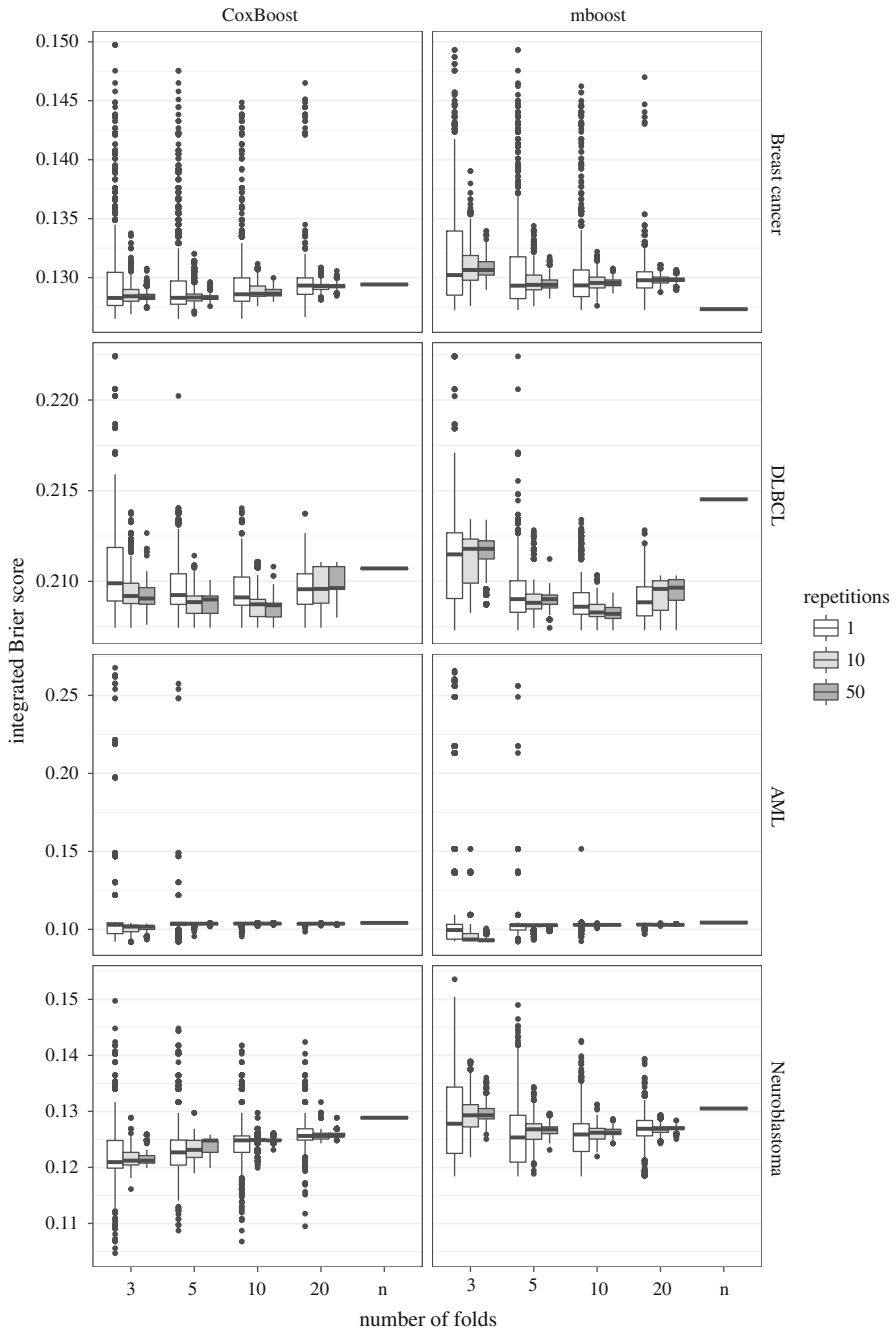 CoxBoost
mboost
0.150
0.145
0.140
0.135
0.130
Breast cancer
0.220
0.215
0.210
DLBCL
integrated Brier score
0.25
0.20
0.15
0.10
AML
0.15
0.14
0.13
0.12
0.11
Neuroblastoma
3 5 10 20 n
3 5 10 20 n
number of folds
repetitions
1
10
50